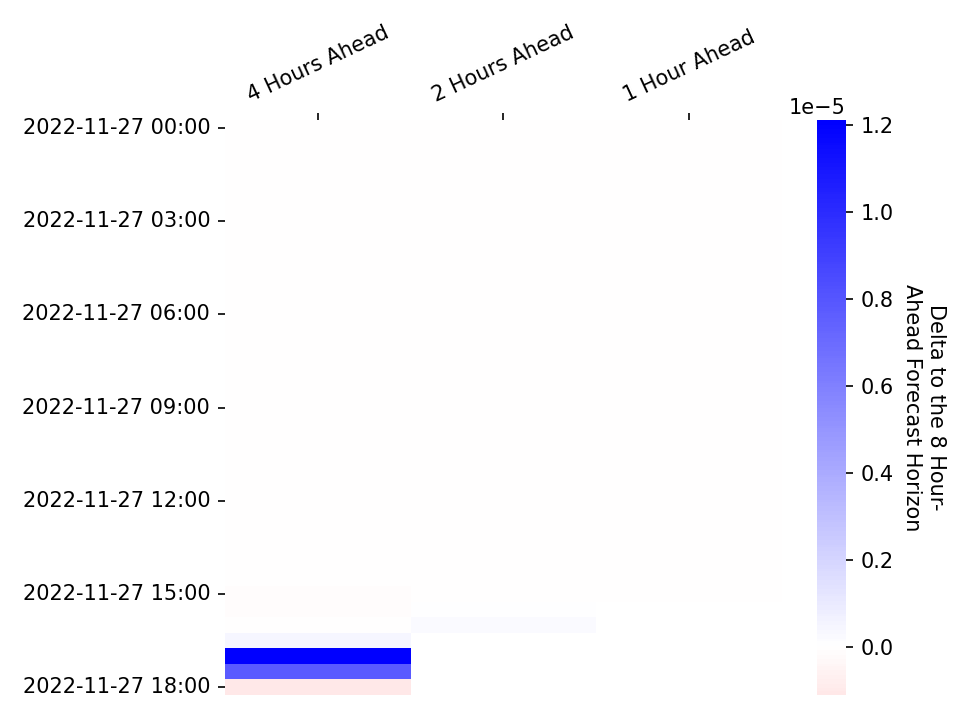 4 Hours Ahead
2 Hours Ahead
1 Hour Ahead
1e−5
2022-11-27 00:00
2022-11-27 03:00
2022-11-27 06:00
2022-11-27 09:00
2022-11-27 12:00
2022-11-27 15:00
2022-11-27 18:00
1.2
1.0
0.8
0.6
0.4
0.2
0.0
Delta to the 8 Hour-
Ahead Forecast Horizon